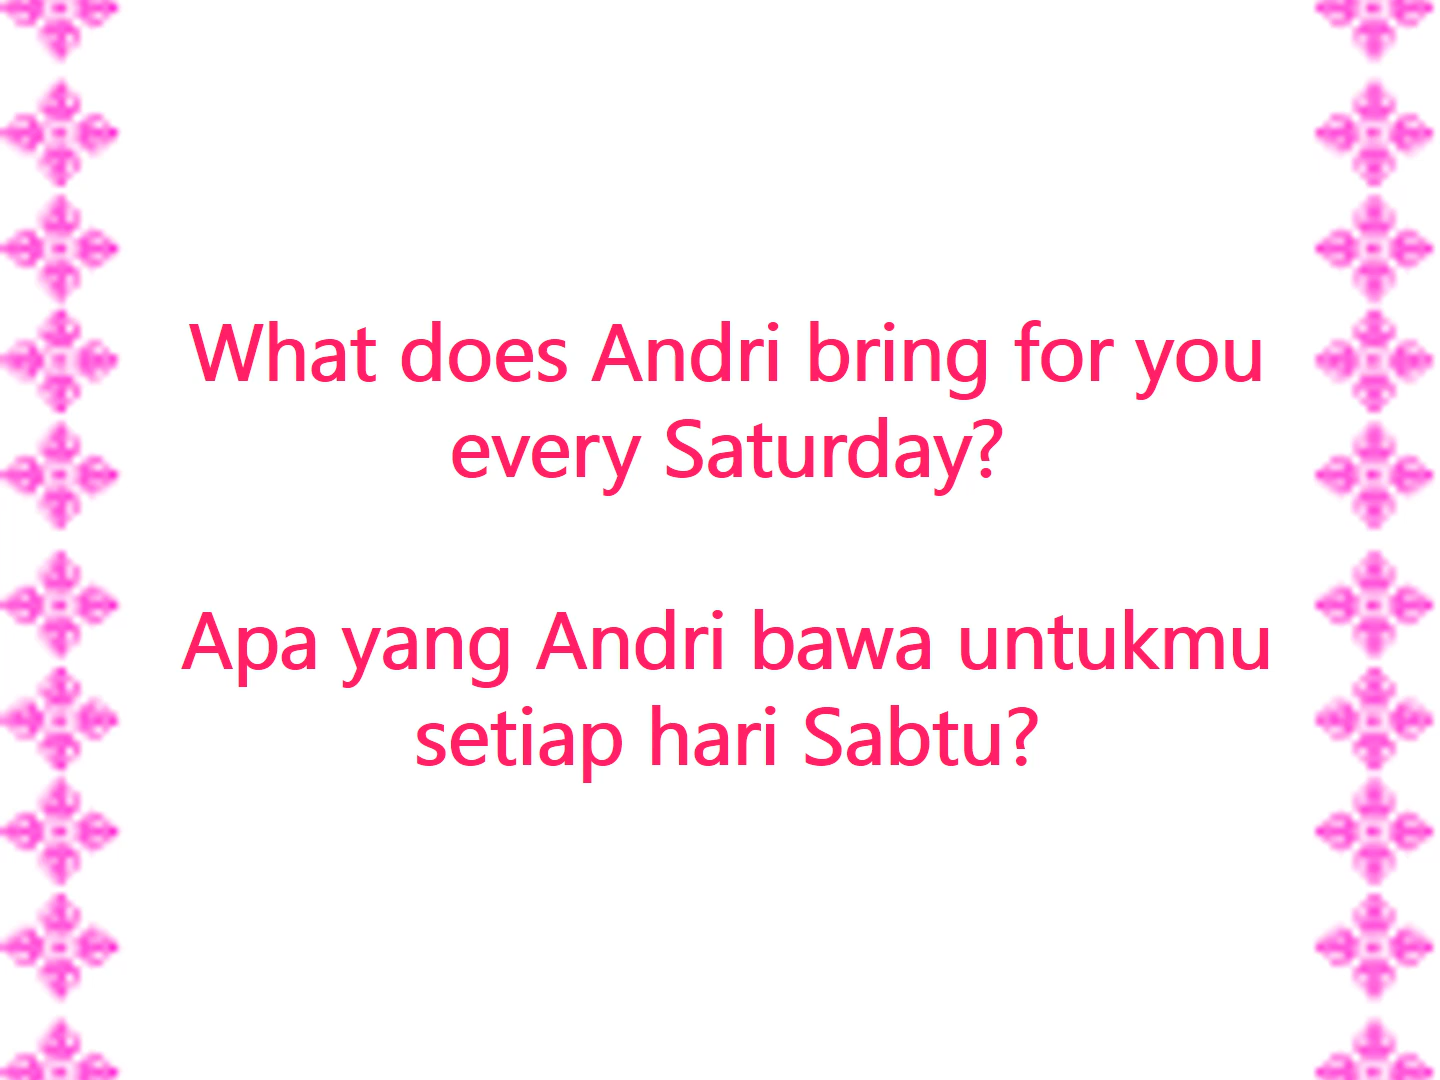 What does Andri bring for you
every Saturday?
Apa yang Andri bawa untukmu
setiap hari Sabtu?